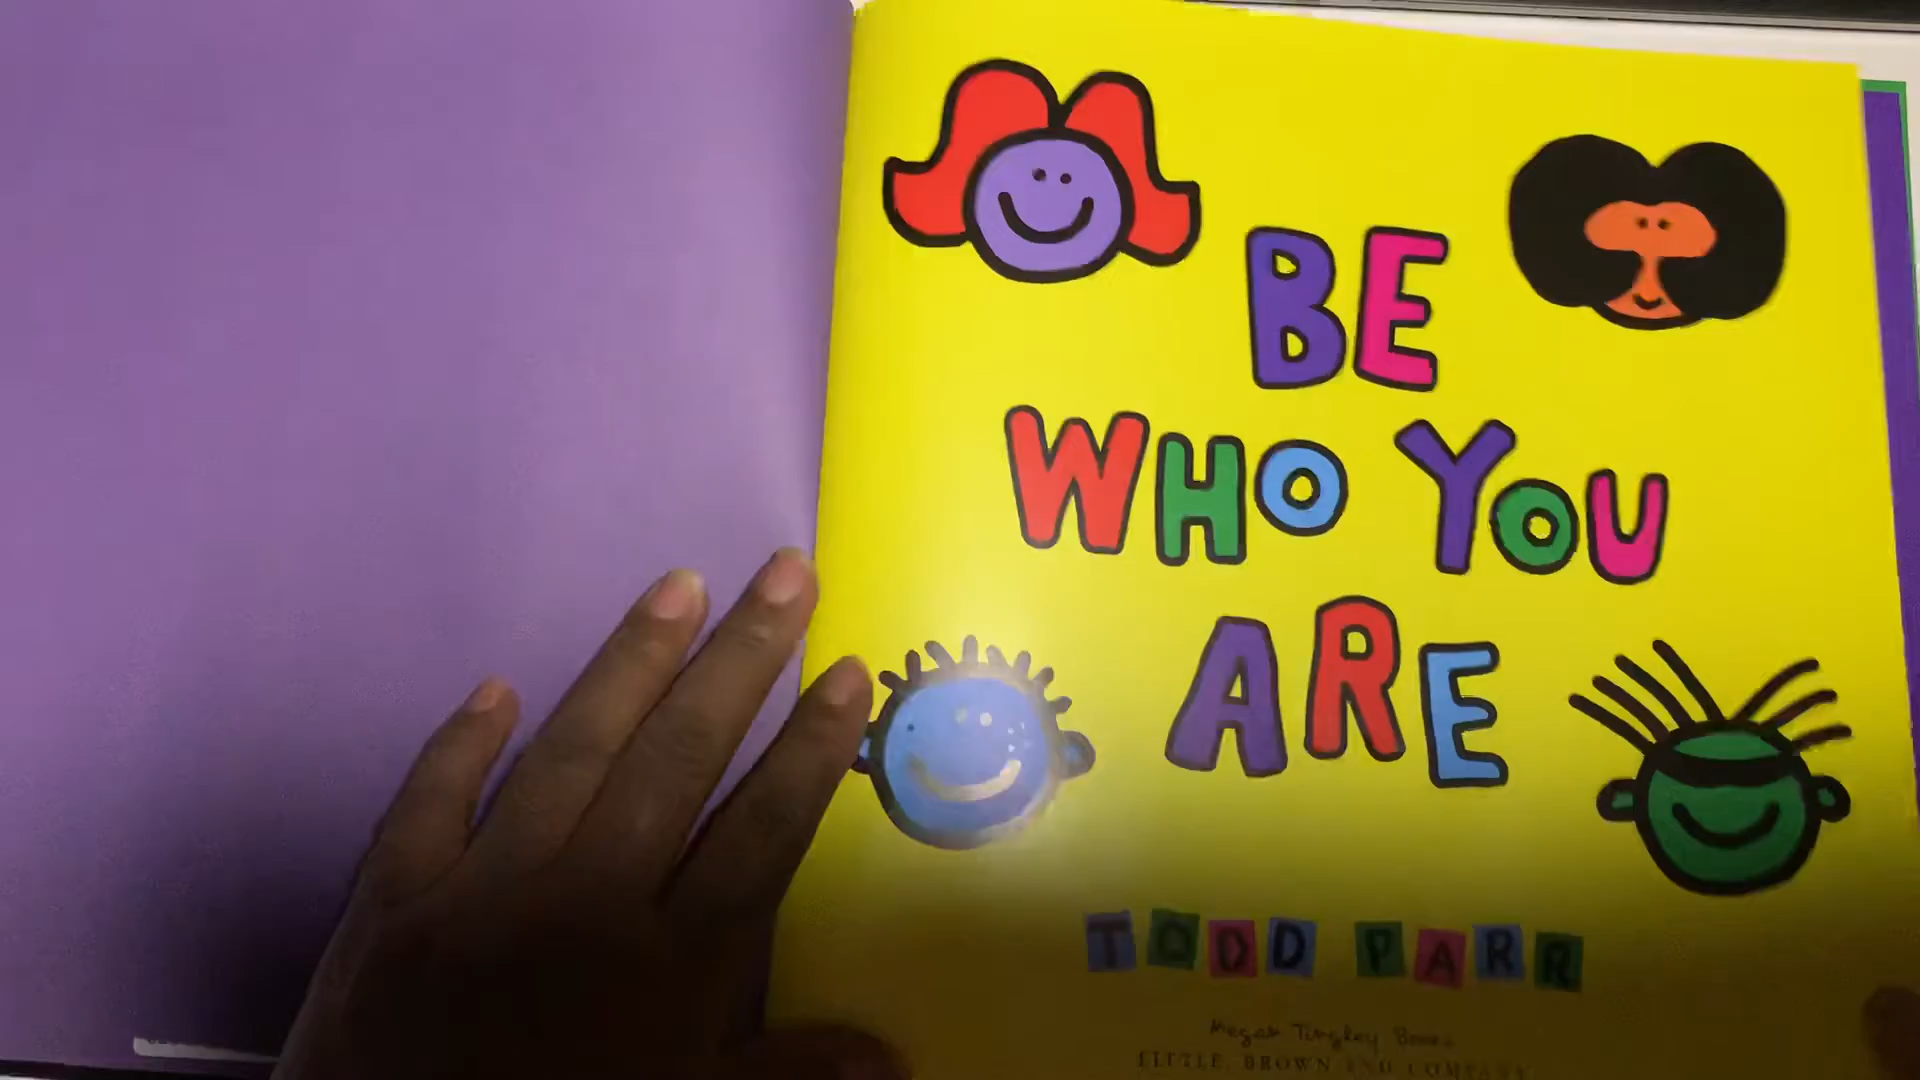 BE
WHO YOU
ARE
TODD PARR
Megan Tingley Books
LITTLE, BROWN AND COMPANY